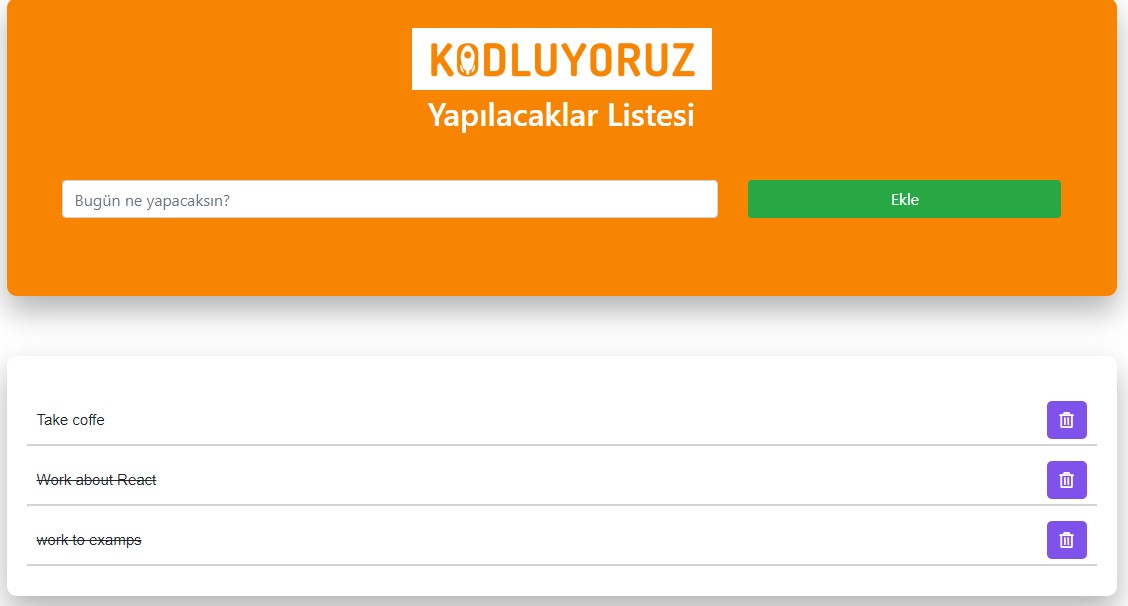 KODLUYORUZ
Yapılacaklar Listesi
Bugün ne yapacaksın?
Ekle
Take coffe
Work about React
work to examps